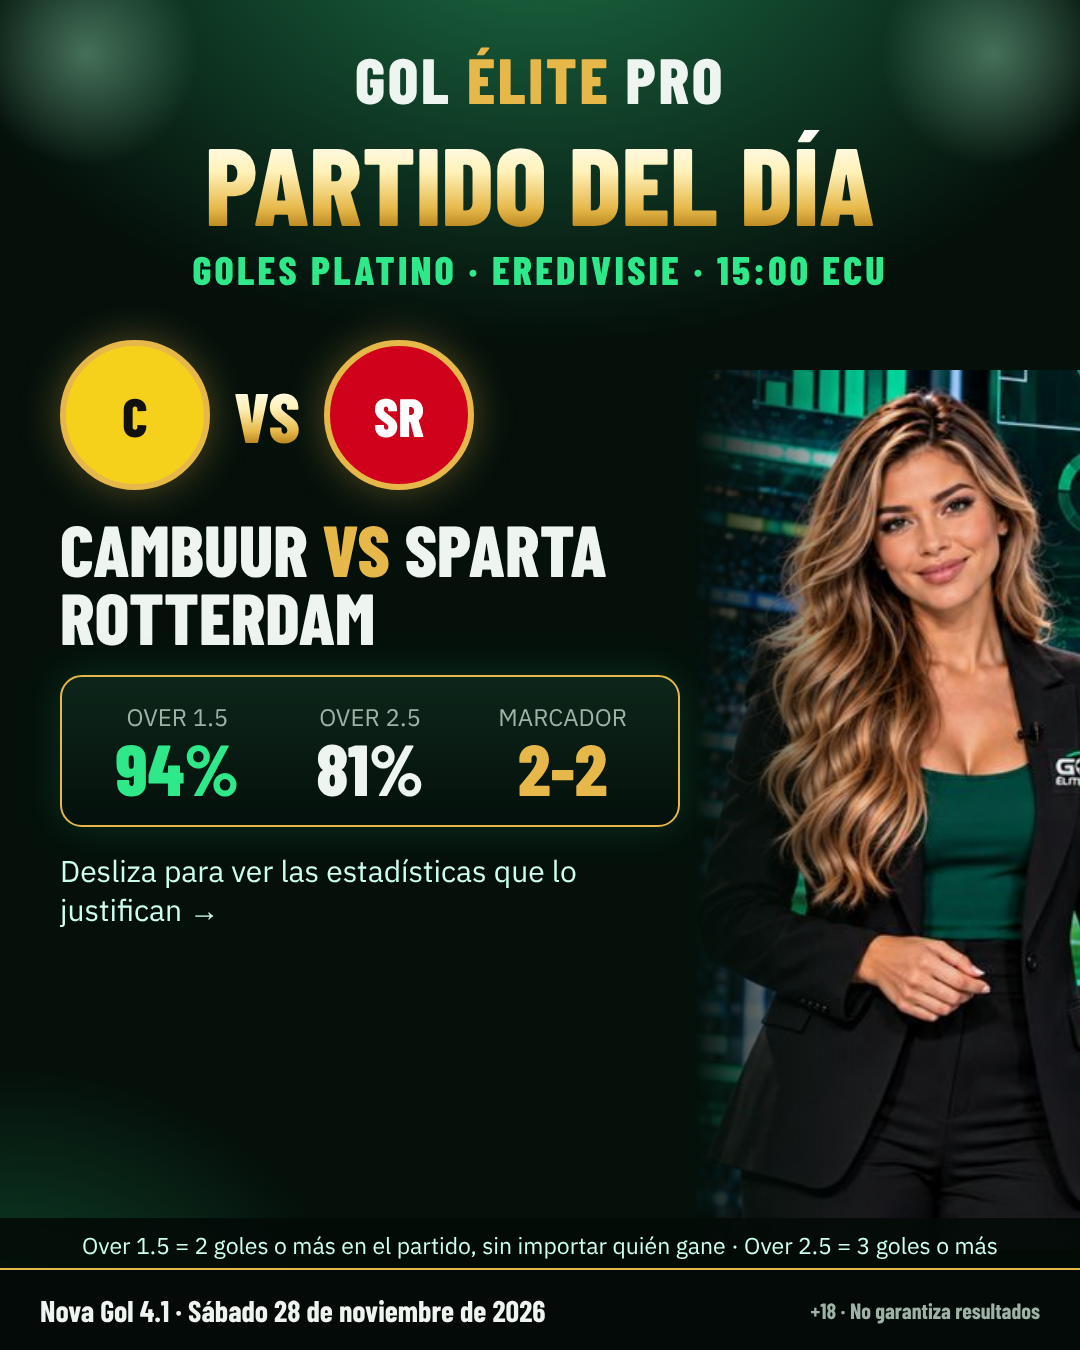 GOL ÉLITE PRO
PARTIDO DEL DÍA
GOLES PLATINO · EREDIVISIE · 15:00 ECU
C VS SR
CAMBUUR VS SPARTA
ROTTERDAM
OVER 1.5 OVER 2.5 MARCADOR
94% 81% 2-2
Desliza para ver las estadísticas que lo
justifican →
Over 1.5 = 2 goles o más en el partido, sin importar quién gane · Over 2.5 = 3 goles o más
Nova Gol 4.1 · Sábado 28 de noviembre de 2026
+18 · No garantiza resultados